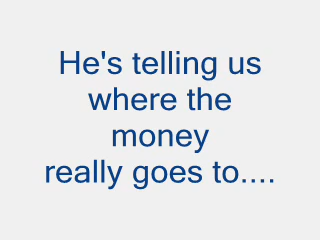 He's telling us
where the
money
really goes to....